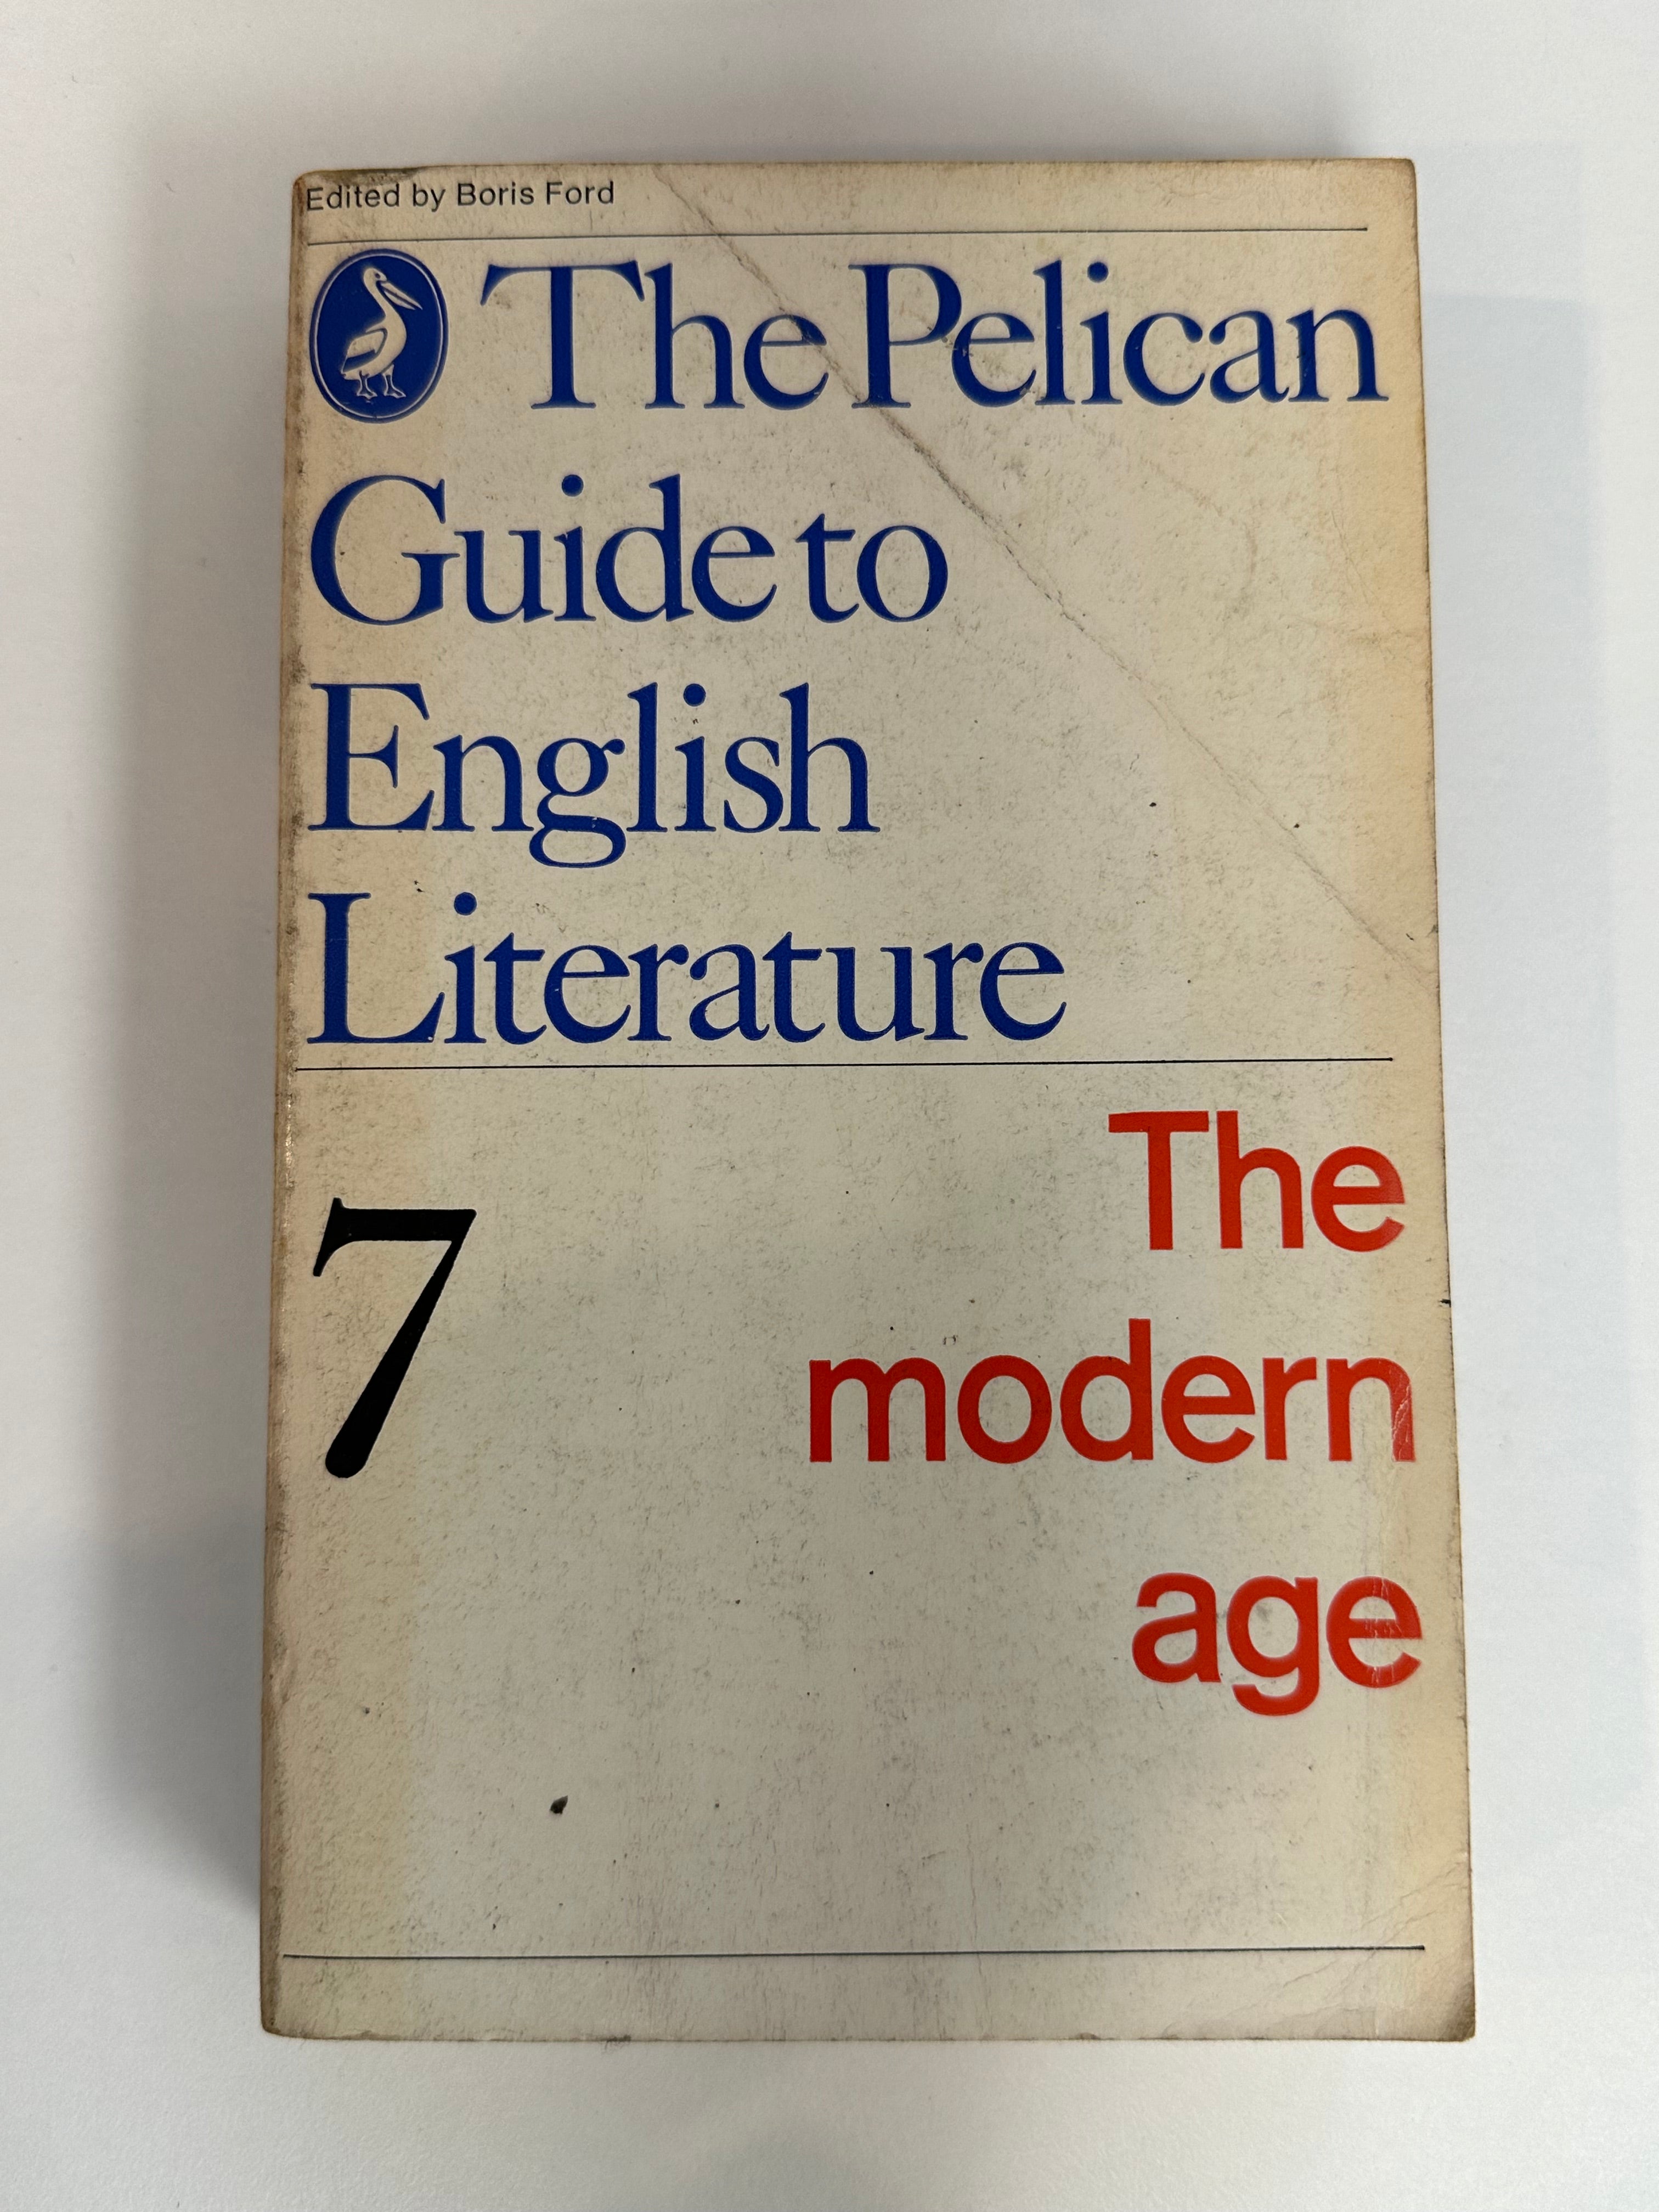 Edited by Boris Ford
The Pelican
Guide to
English
Literature
7
The
modern
age